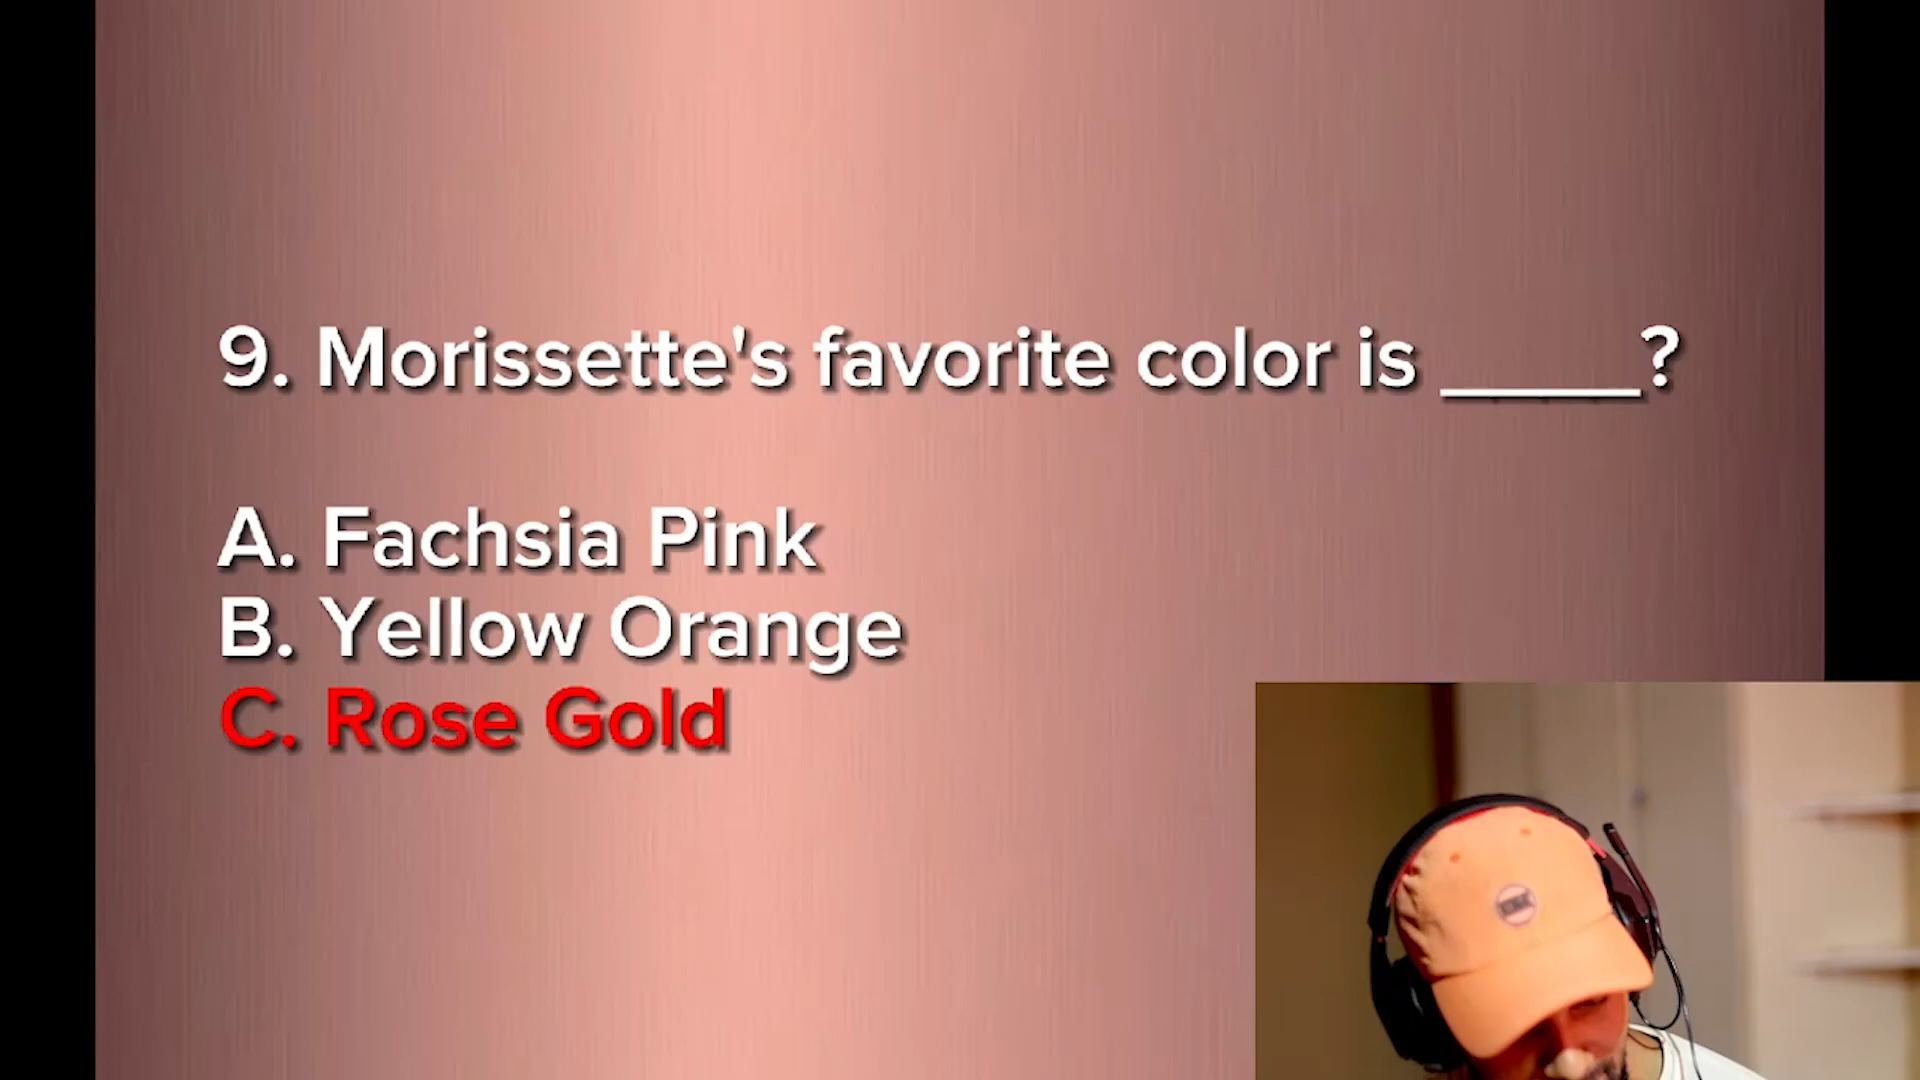 9. Morissette's favorite color is _____?
A. Fachsia Pink
B. Yellow Orange
C. Rose Gold